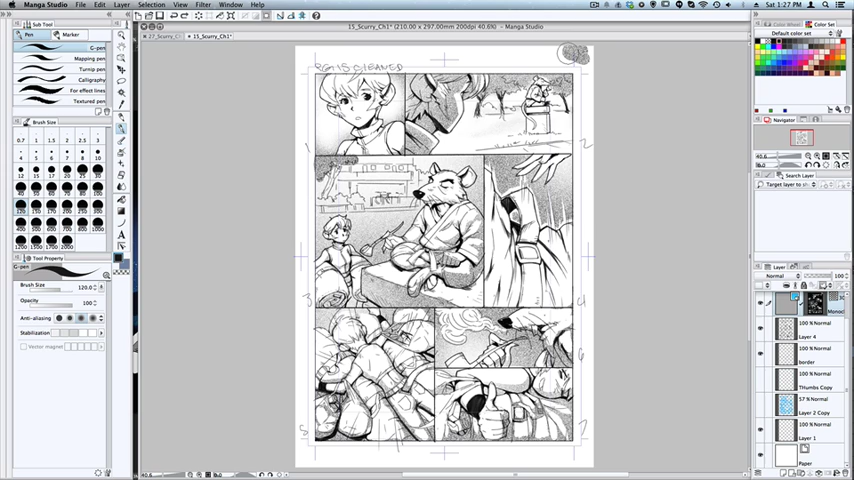 Manga Studio File Edit Story Animation Layer Selection View Filter Window Help
Sat 1:27 PM
15_Scurry_Ch1* (210.00 x 297.00mm 200dpi 40.6%) - Manga Studio
27_Scurry_C 15_Scurry_Ch1*
Sub Tool
Pen Marker
G-pen
Mapping pen
Turnip pen
Calligraphy
For effect lines
Textured pen
Brush Size
0.7 1 1.5 2 2.5 3
4 5 6 7 8 10
12 15 17 20 25 30
40 50 60 70 80 100
120 150 170 200 250 300
400 500 600 700 800 1000
1200 1500 1700 2000
Tool Property
G-pen
Brush Size 120.0
Opacity 100
Anti-aliasing
Stabilization
Vector magnet
PG 15 CLEANED
1
2
3
4
5
6
7
Color Wheel Color Set
Default color set
Navigator
40.6
0.0
Search Layer
Target layer to s
Layer
Normal 100
Monoc
100 % Normal
Layer 4
100 % Normal
border
100 % Normal
THumbs Copy
57 % Normal
Layer 2 Copy
100 % Normal
Layer 1
Paper
40.6 0.0